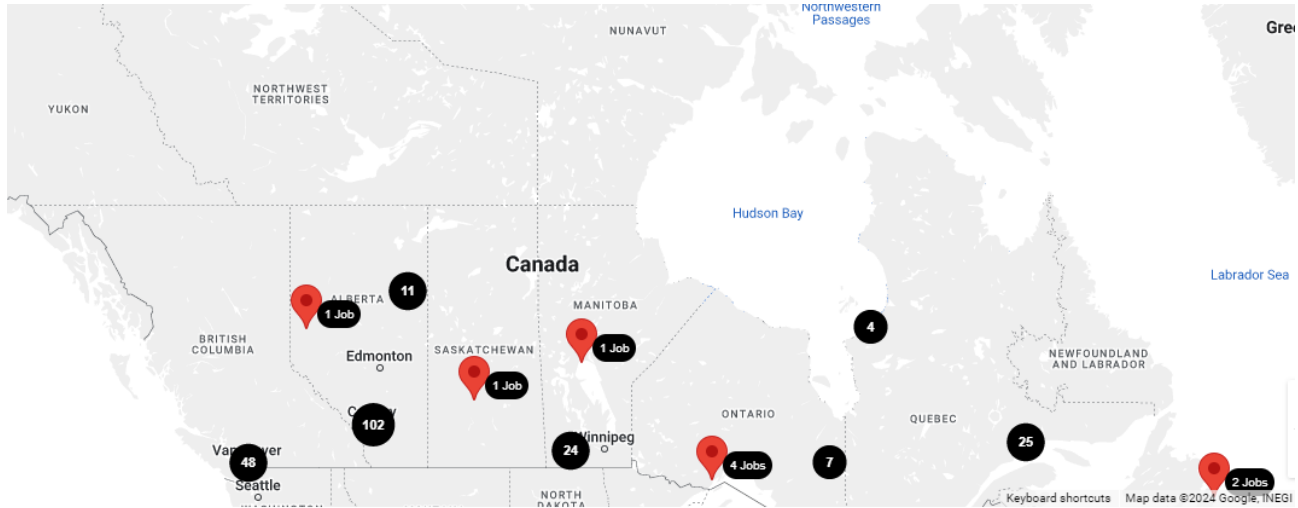 Northwestern
Passages
NUNAVUT
YUKON
NORTHWEST
TERRITORIES
Hudson Bay
Canada
Labrador Sea
11
ALBERTA
1 Job
MANITOBA
4
BRITISH
COLUMBIA
1 Job
Edmonton
SASKATCHEWAN
1 Job
NEWFOUNDLAND
AND LABRADOR
102
ONTARIO
QUEBEC
24
Winnipeg
25
48
Seattle
4 Jobs
7
2 Jobs
NORTH
DAKOTA
Keyboard shortcuts
Map data ©2024 Google, INEGI